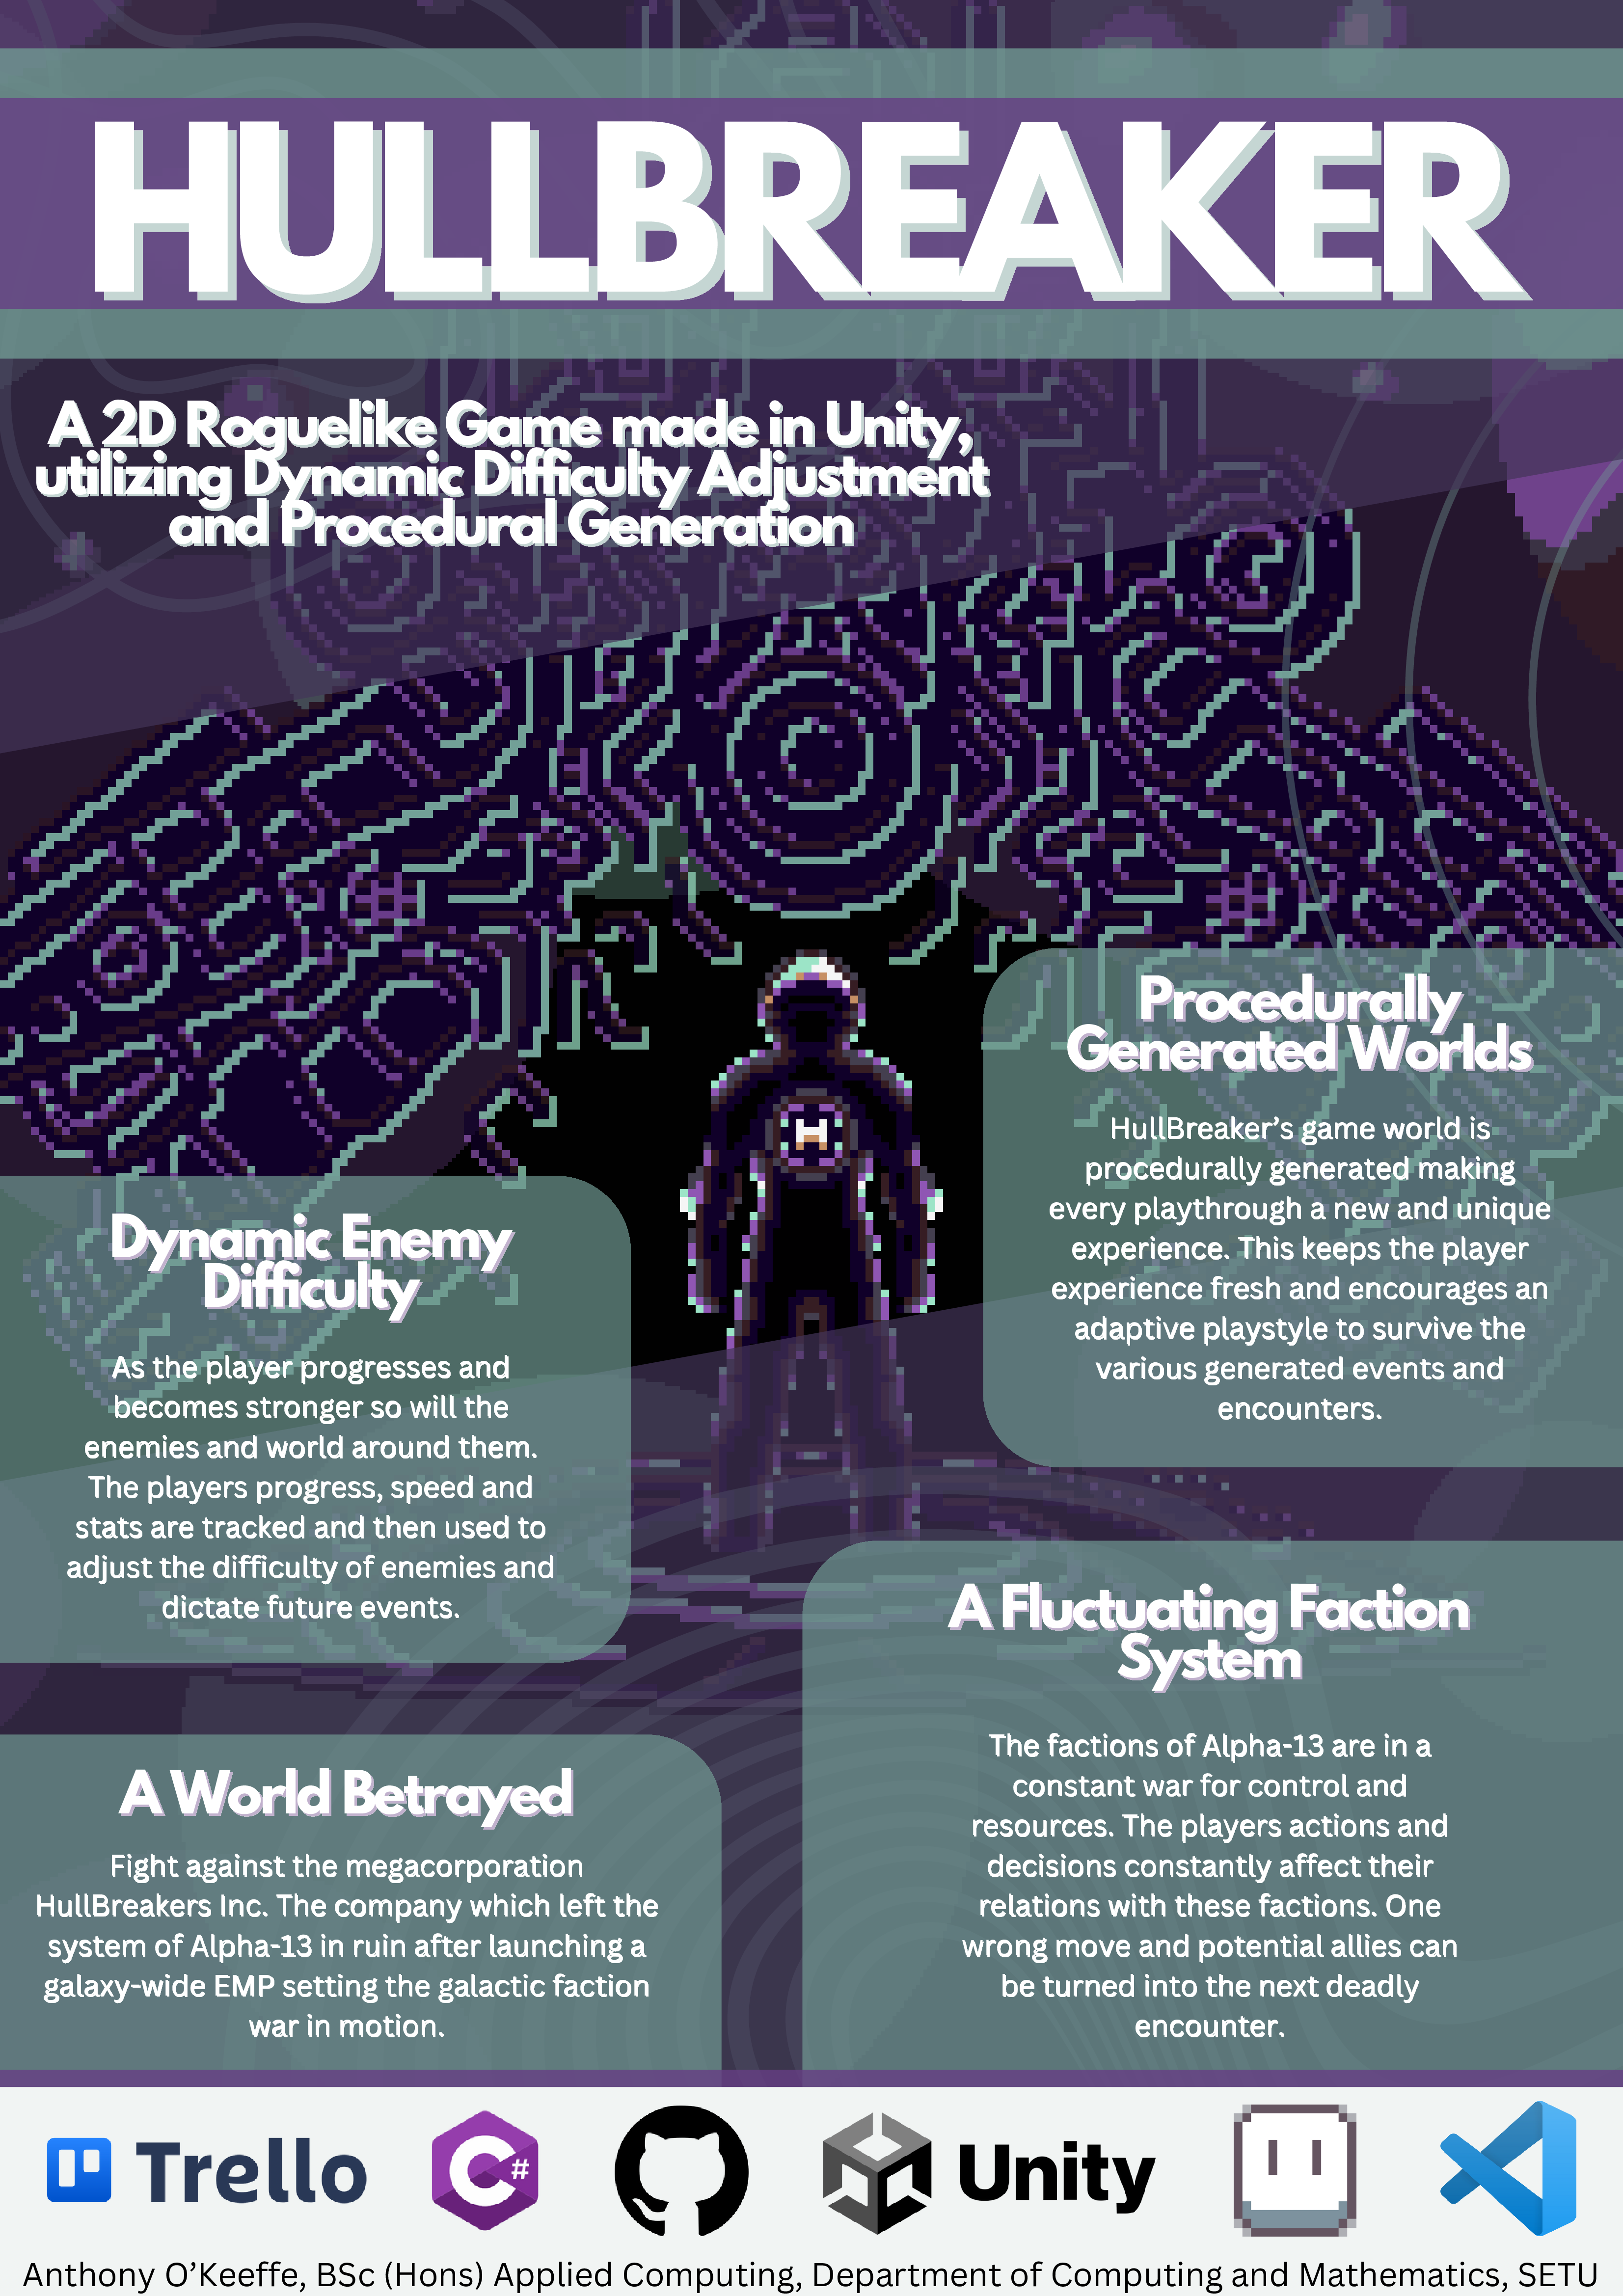 HULLBREAKER
A 2D Roguelike Game made in Unity,
utilizing Dynamic Difficulty Adjustment
and Procedural Generation
Procedurally
Generated Worlds
HullBreaker’s game world is
procedurally generated making
every playthrough a new and unique
experience. This keeps the player
experience fresh and encourages an
adaptive playstyle to survive the
various generated events and
encounters.
Dynamic Enemy
Difficulty
As the player progresses and
becomes stronger so will the
enemies and world around them.
The players progress, speed and
stats are tracked and then used to
adjust the difficulty of enemies and
dictate future events.
A Fluctuating Faction
System
The factions of Alpha-13 are in a
constant war for control and
resources. The players actions and
decisions constantly affect their
relations with these factions. One
wrong move and potential allies can
be turned into the next deadly
encounter.
A World Betrayed
Fight against the megacorporation
HullBreakers Inc. The company which left the
system of Alpha-13 in ruin after launching a
galaxy-wide EMP setting the galactic faction
war in motion.
Trello
C#
Unity
Anthony O’Keeffe, BSc (Hons) Applied Computing, Department of Computing and Mathematics, SETU